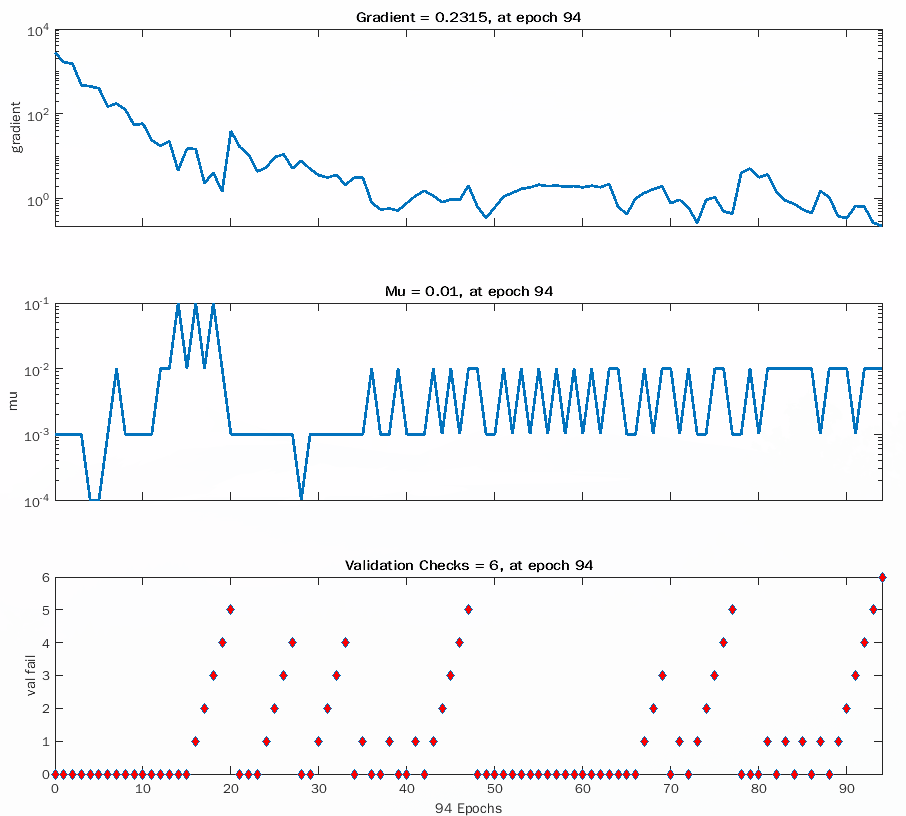 Gradient = 0.2315, at epoch 94
10^4
10^2
10^0
gradient
Mu = 0.01, at epoch 94
10^-1
10^-2
10^-3
10^-4
mu
Validation Checks = 6, at epoch 94
6
5
4
3
2
1
0
val fail
0 10 20 30 40 50 60 70 80 90
94 Epochs